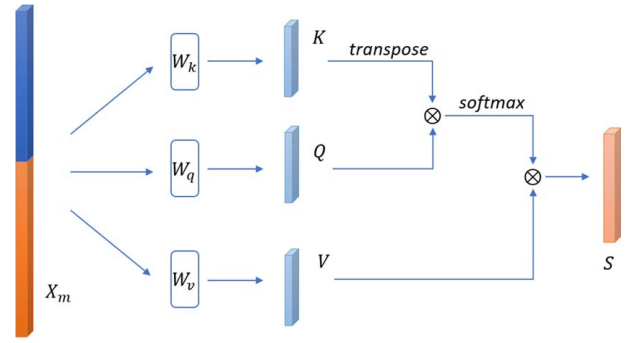 K
transpose
W_k
softmax
⊗
W_q
Q
⊗
X_m
W_v
V
S